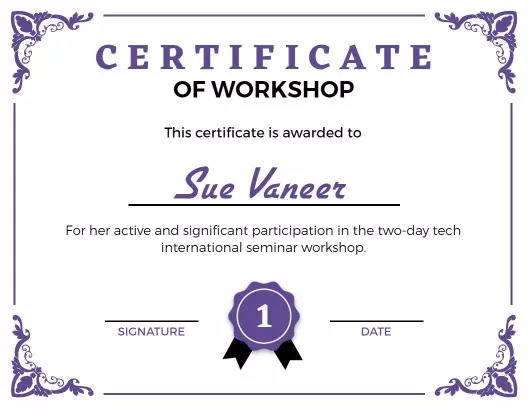 CERTIFICATE
OF WORKSHOP
This certificate is awarded to
Sue Vaneer
For her active and significant participation in the two-day tech
international seminar workshop.
1
SIGNATURE
DATE